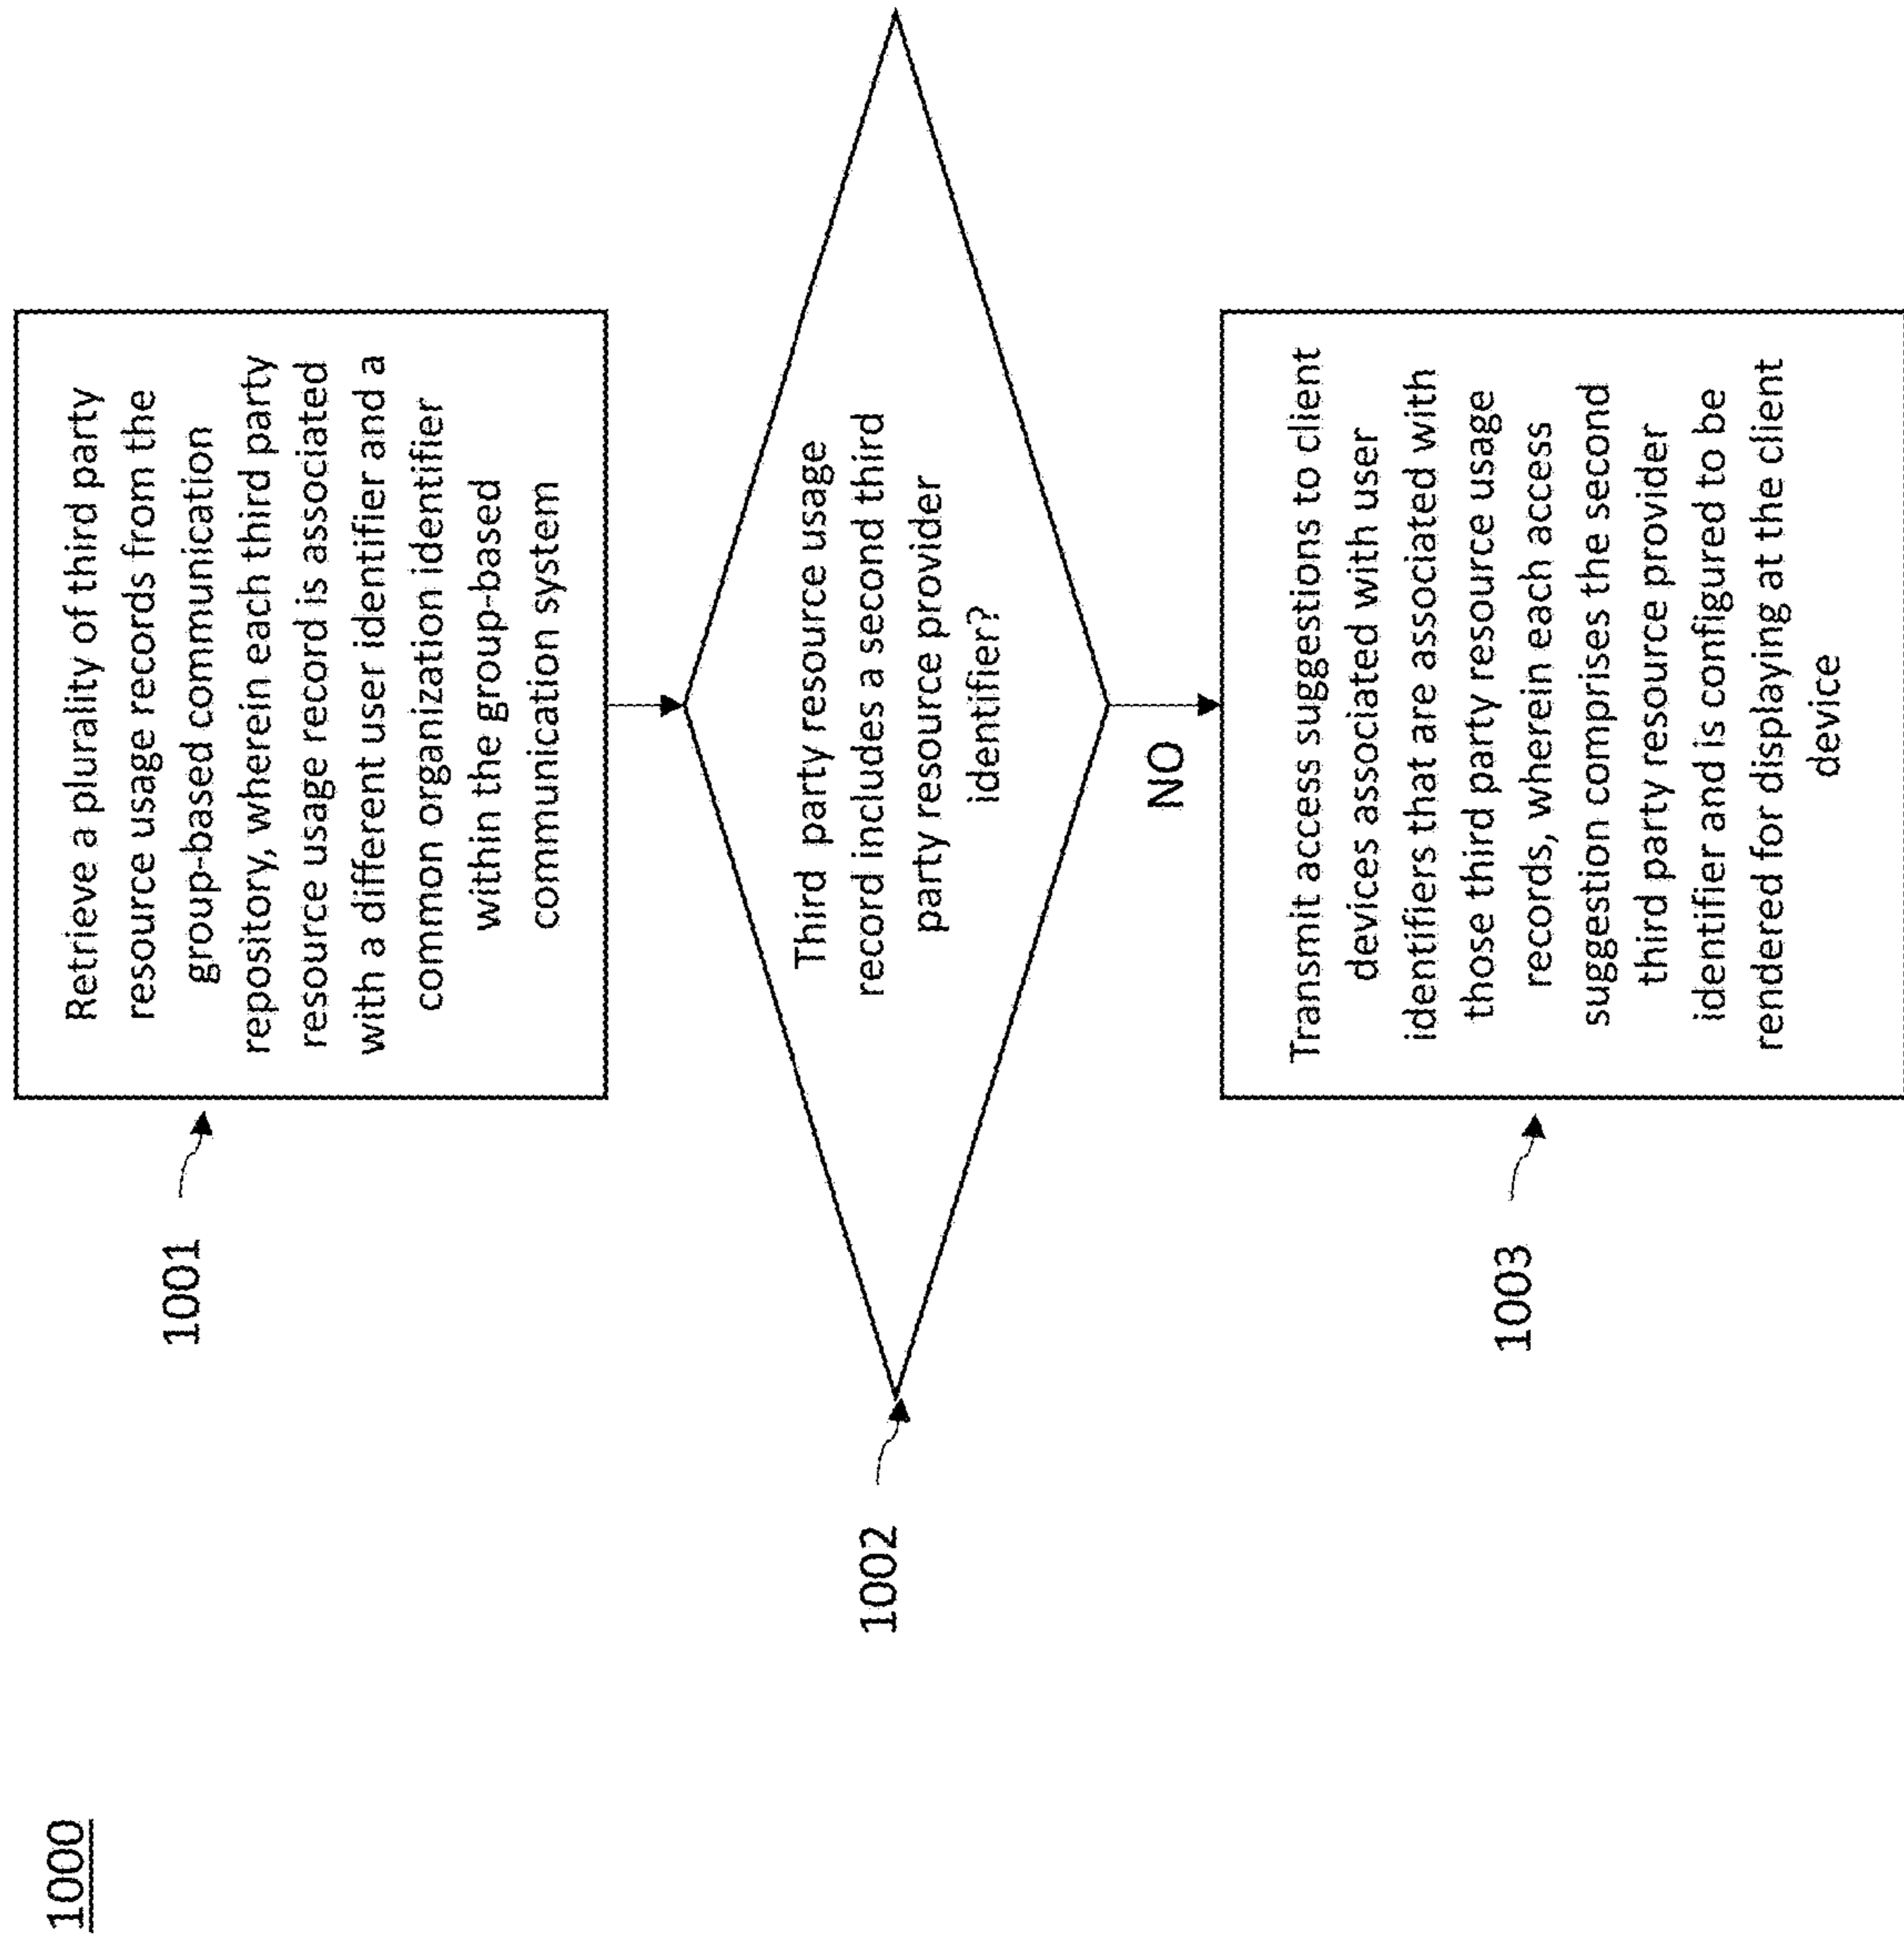 1000
1001
Retrieve a plurality of third party
resource usage records from the
group-based communication
repository, wherein each third party
resource usage record is associated
with a different user identifier and a
common organization identifier
within the group-based
communication system
1002
Third party resource usage
record includes a second third
party resource provider
identifier?
NO
1003
Transmit access suggestions to client
devices associated with user
identifiers that are associated with
those third party resource usage
records, wherein each access
suggestion comprises the second
third party resource provider
identifier and is configured to be
rendered for displaying at the client
device